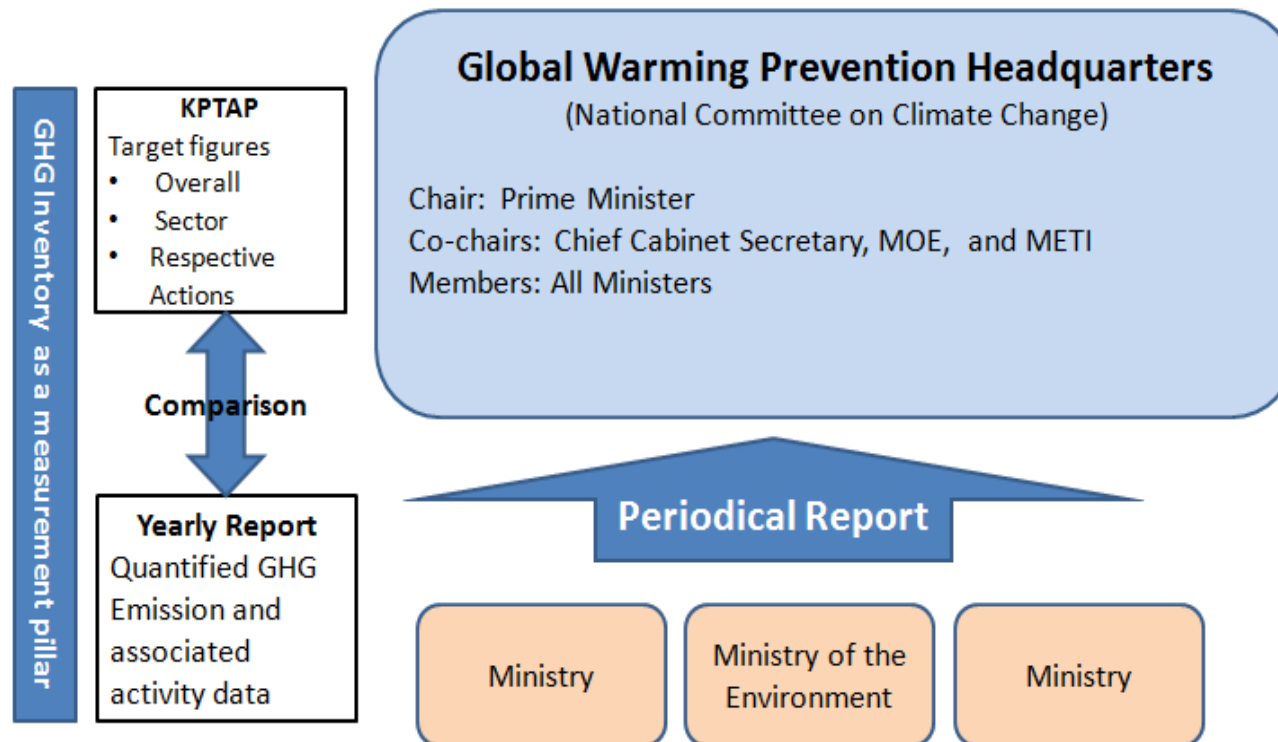 GHG Inventory as a measurement pillar
KPTAP
Target figures
• Overall
• Sector
• Respective
Actions
Comparison
Yearly Report
Quantified GHG
Emission and
associated
activity data
Global Warming Prevention Headquarters
(National Committee on Climate Change)
Chair: Prime Minister
Co-chairs: Chief Cabinet Secretary, MOE, and METI
Members: All Ministers
Periodical Report
Ministry
Ministry of the
Environment
Ministry